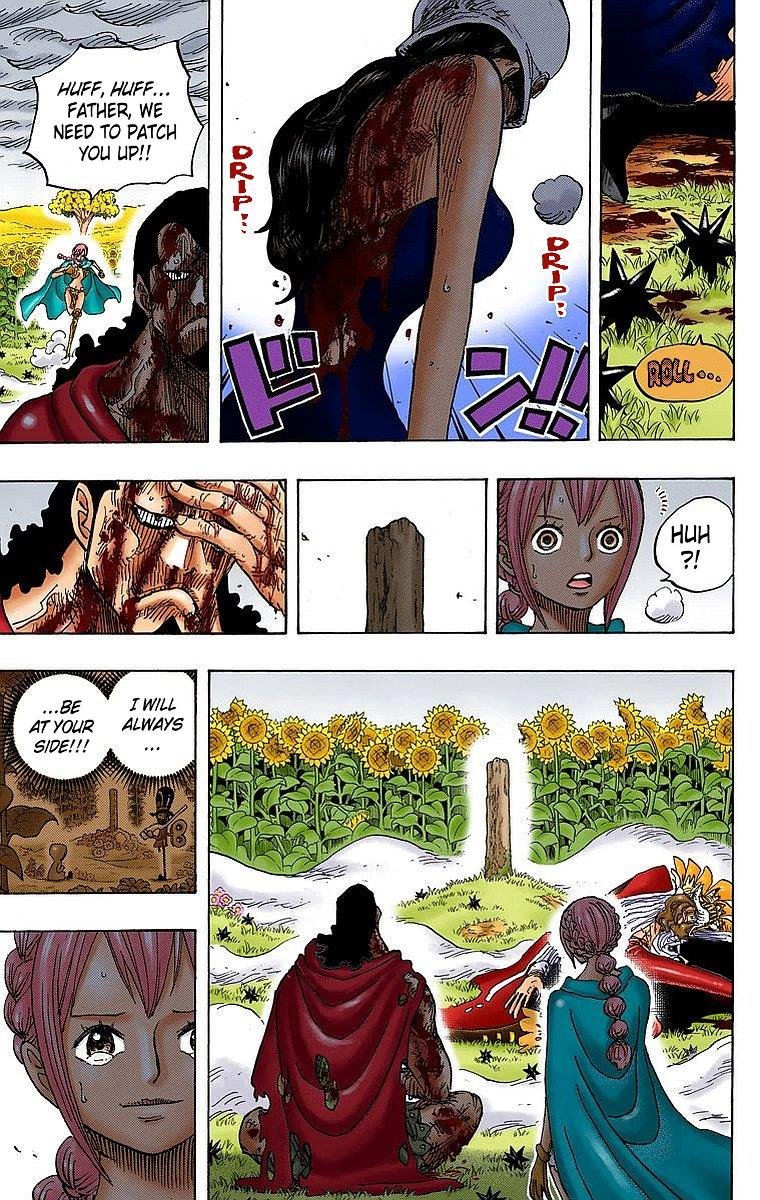 ROLL...
DRIP..
DRIP!..
ドン!!
HUFF, HUFF...
FATHER, WE
NEED TO PATCH
YOU UP!!
HUH
?!
I WILL
ALWAYS
...
...BE
AT YOUR
SIDE!!!